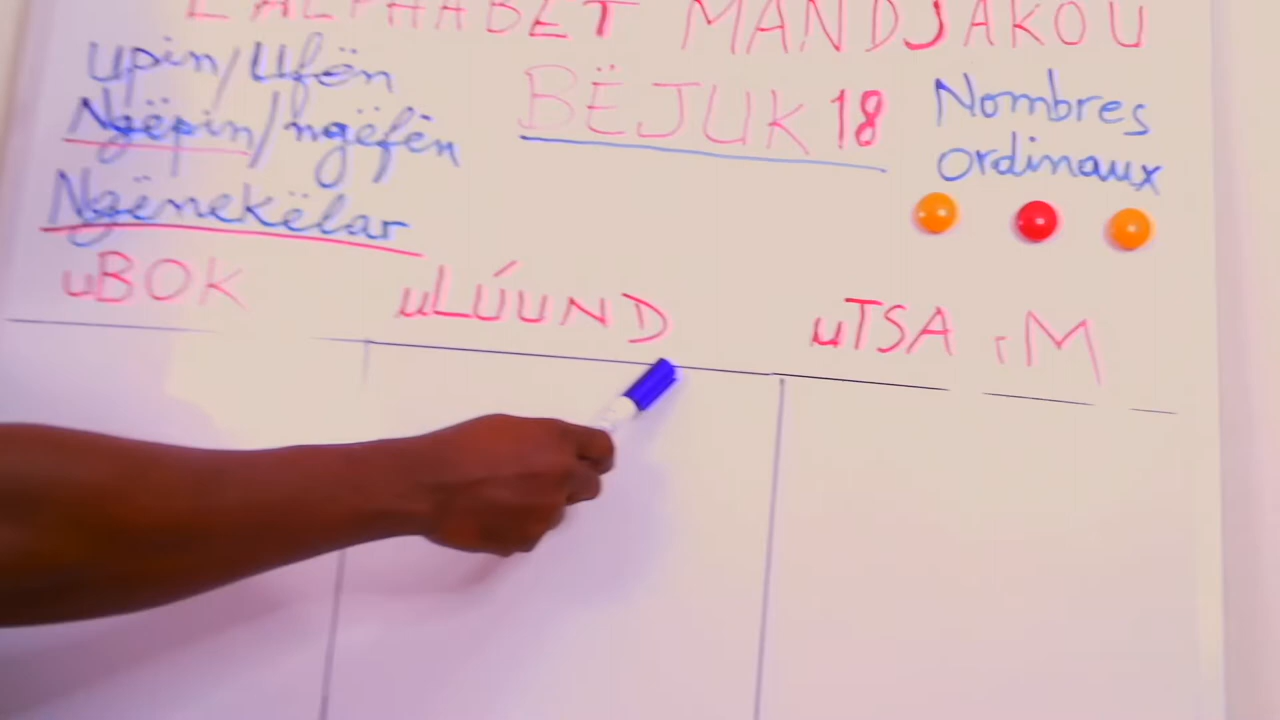 L'ALPHABET MANDJAKOU
Upin/Ufën
Ngëpin/ngëfën
Ngënekëlar
BËJUK 18
Nombres
ordinaux
uBOK
uLÚUND
uTSA